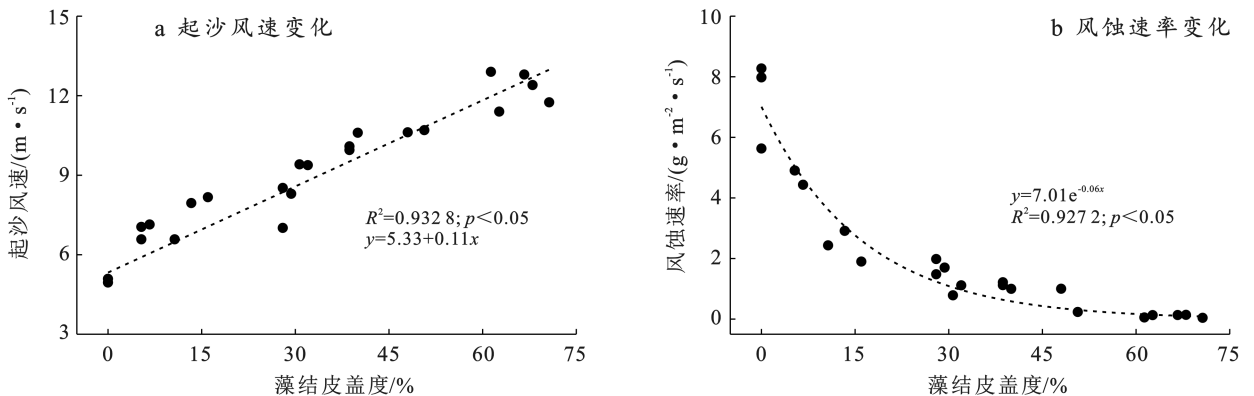 a 起沙风速变化
15
12
9
6
3
起沙风速/(m·s⁻¹)
R²=0.932 8; p<0.05
y=5.33+0.11x
0 15 30 45 60 75
藻结皮盖度/%
b 风蚀速率变化
10
8
6
4
2
0
风蚀速率/(g·m⁻²·s⁻¹)
y=7.01e⁻⁰·⁰⁶ˣ
R²=0.927 2; p<0.05
0 15 30 45 60 75
藻结皮盖度/%